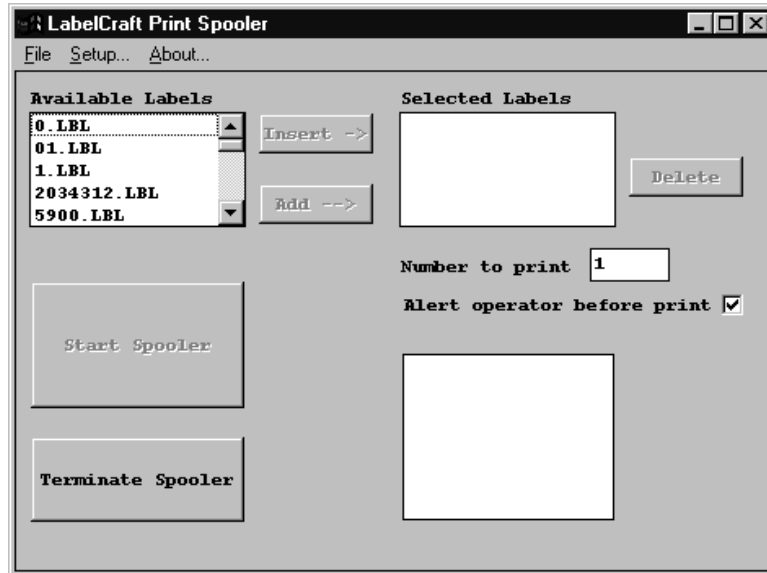 LabelCraft Print Spooler
File Setup... About...
Available Labels
0.LBL
01.LBL
1.LBL
2034312.LBL
5900.LBL
Insert ->
Add -->
Selected Labels
Delete
Number to print 1
Alert operator before print
Start Spooler
Terminate Spooler